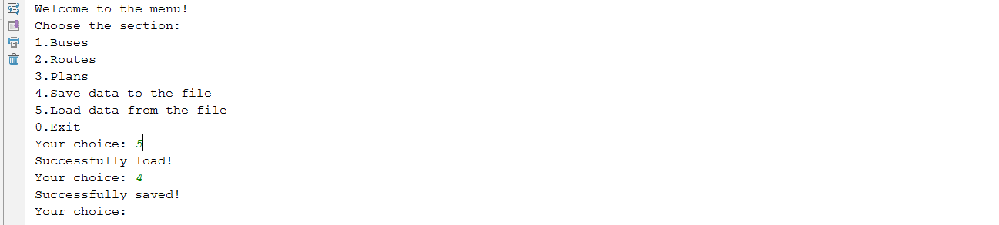 Welcome to the menu!
Choose the section:
1.Buses
2.Routes
3.Plans
4.Save data to the file
5.Load data from the file
0.Exit
Your choice: 5
Successfully load!
Your choice: 4
Successfully saved!
Your choice: